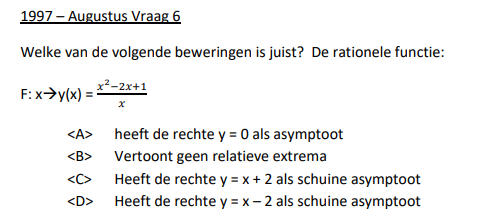 1997 – Augustus Vraag 6
Welke van de volgende beweringen is juist? De rationele functie:
F: x→y(x) = \frac{x^2-2x+1}{x}
<A> heeft de rechte y = 0 als asymptoot
<B> Vertoont geen relatieve extrema
<C> Heeft de rechte y = x + 2 als schuine asymptoot
<D> Heeft de rechte y = x – 2 als schuine asymptoot